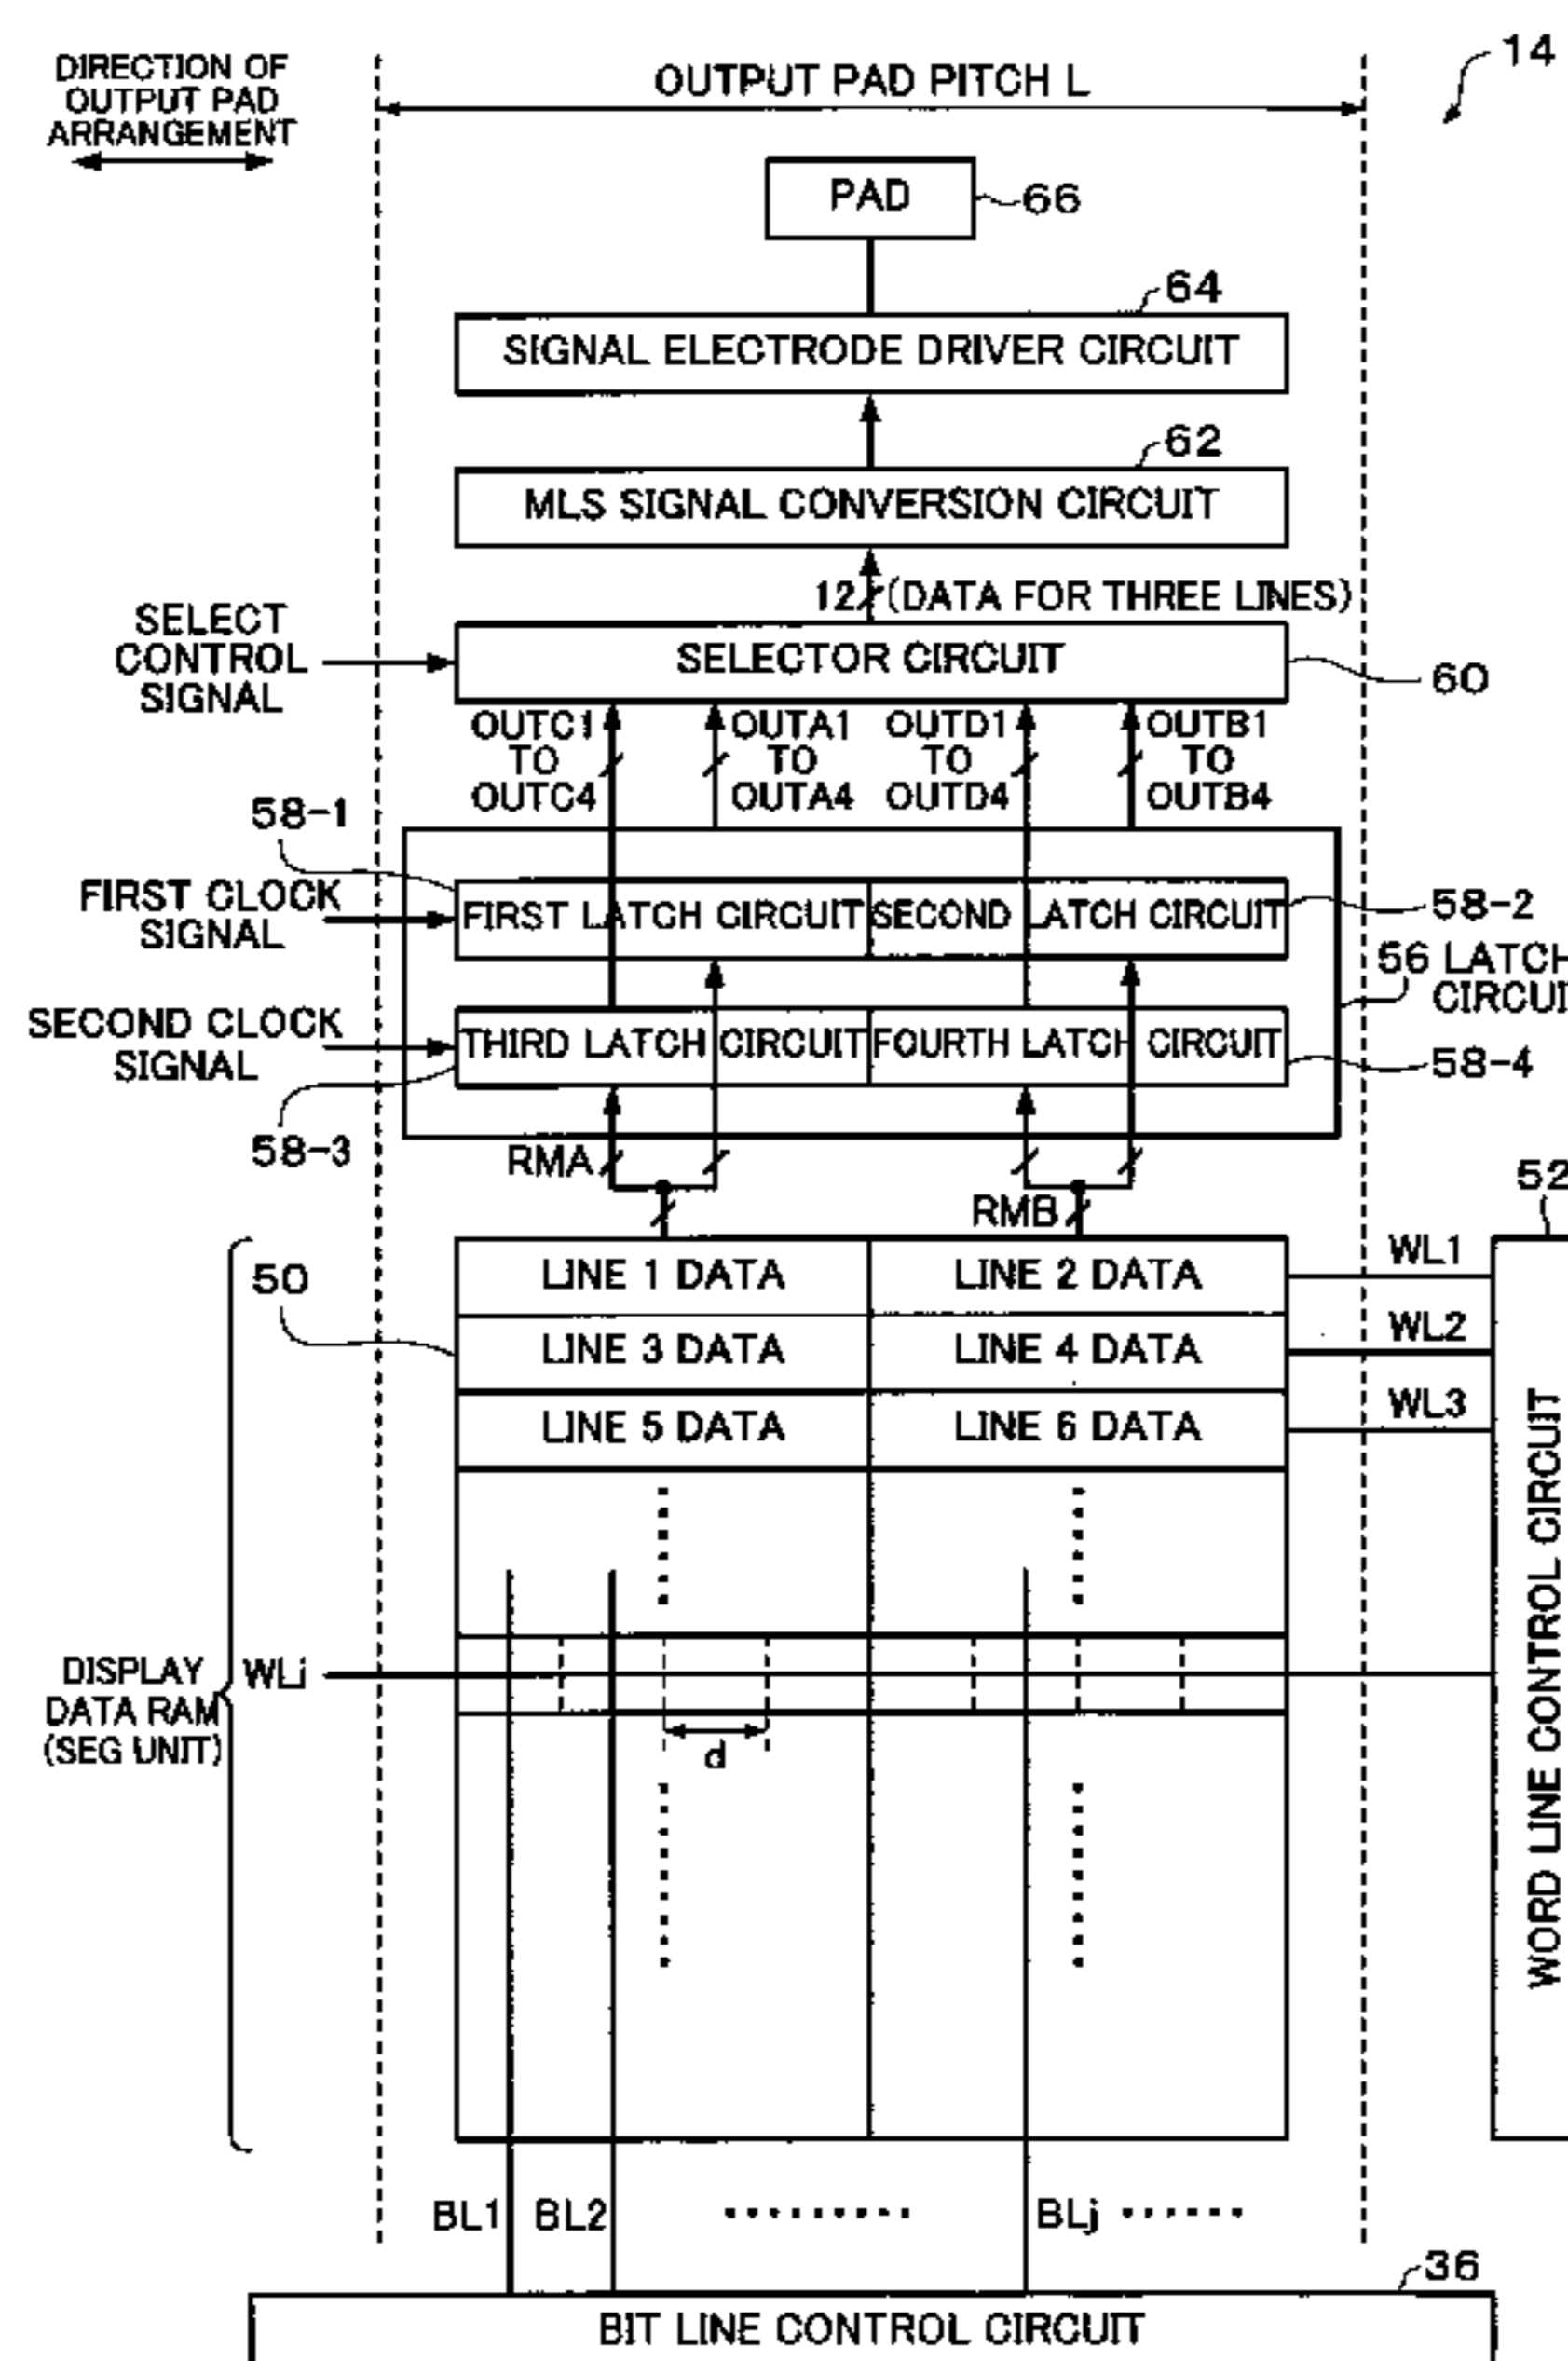 DIRECTION OF
OUTPUT PAD
ARRANGEMENT
OUTPUT PAD PITCH L
14
PAD
66
64
SIGNAL ELECTRODE DRIVER CIRCUIT
62
MLS SIGNAL CONVERSION CIRCUIT
12 (DATA FOR THREE LINES)
SELECT
CONTROL
SIGNAL
SELECTOR CIRCUIT
60
OUTC1
TO
OUTC4
OUTA1
TO
OUTA4
OUTD1
TO
OUTD4
OUTB1
TO
OUTB4
58-1
FIRST CLOCK
SIGNAL
FIRST LATCH CIRCUIT
SECOND LATCH CIRCUIT
58-2
56 LATCH
CIRCUI
SECOND CLOCK
SIGNAL
THIRD LATCH CIRCUIT
FOURTH LATCH CIRCUIT
58-4
58-3
RMA
RMB
52
50
LINE 1 DATA
LINE 2 DATA
WL1
LINE 3 DATA
LINE 4 DATA
WL2
LINE 5 DATA
LINE 6 DATA
WL3
WORD LINE CONTROL CIRCUIT
DISPLAY
DATA RAM
(SEG UNIT)
WLi
d
BL1
BL2
BLj
36
BIT LINE CONTROL CIRCUIT